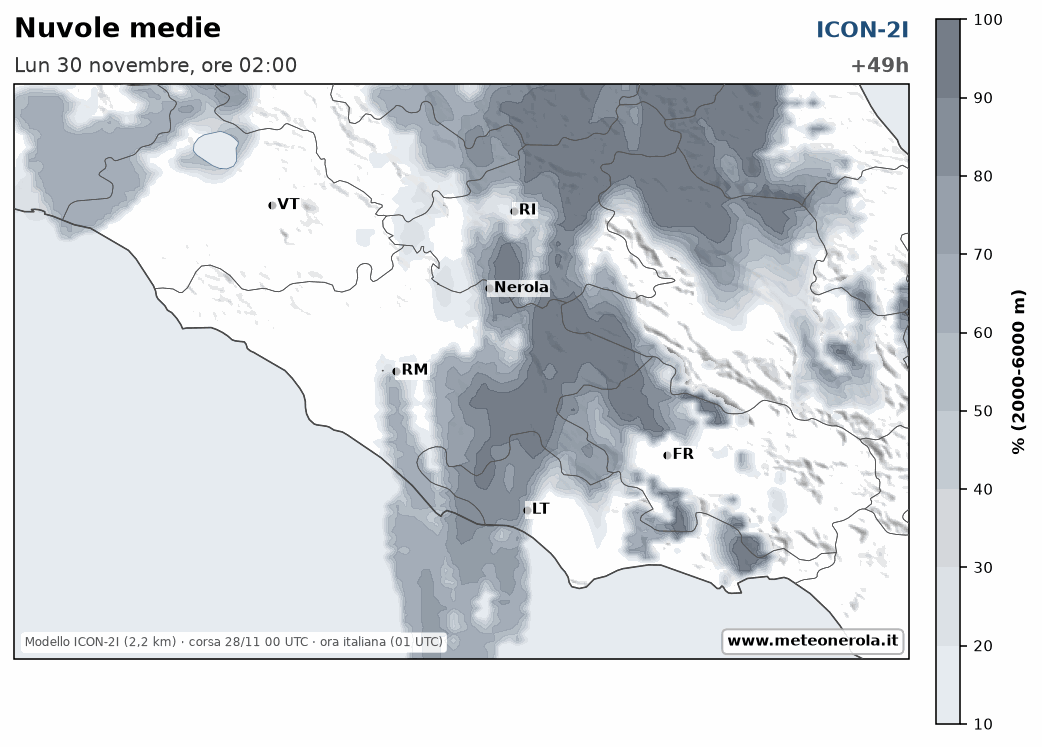 Nuvole medie
ICON-2I
Lun 30 novembre, ore 02:00
+49h
VT
RI
Nerola
RM
FR
LT
Modello ICON-2I (2,2 km) · corsa 28/11 00 UTC · ora italiana (01 UTC)
www.meteonerola.it
100
90
80
70
60
50
40
30
20
10
% (2000-6000 m)